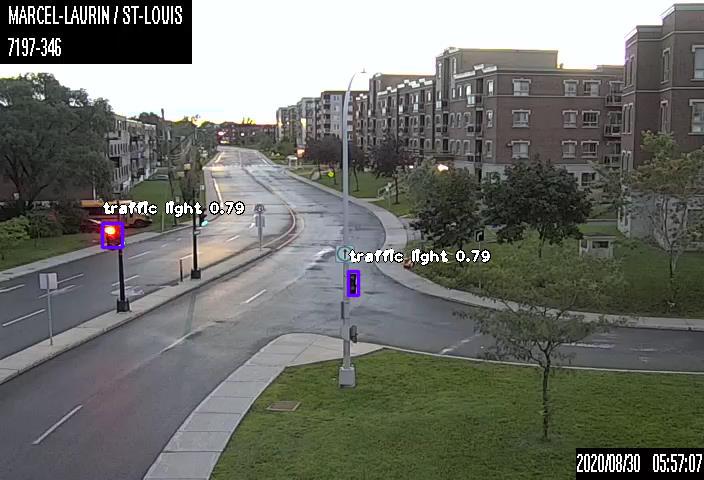 MARCEL-LAURIN / ST-LOUIS
7197-346
traffic light 0.79
traffic light 0.79
2020/08/30 05:57:07